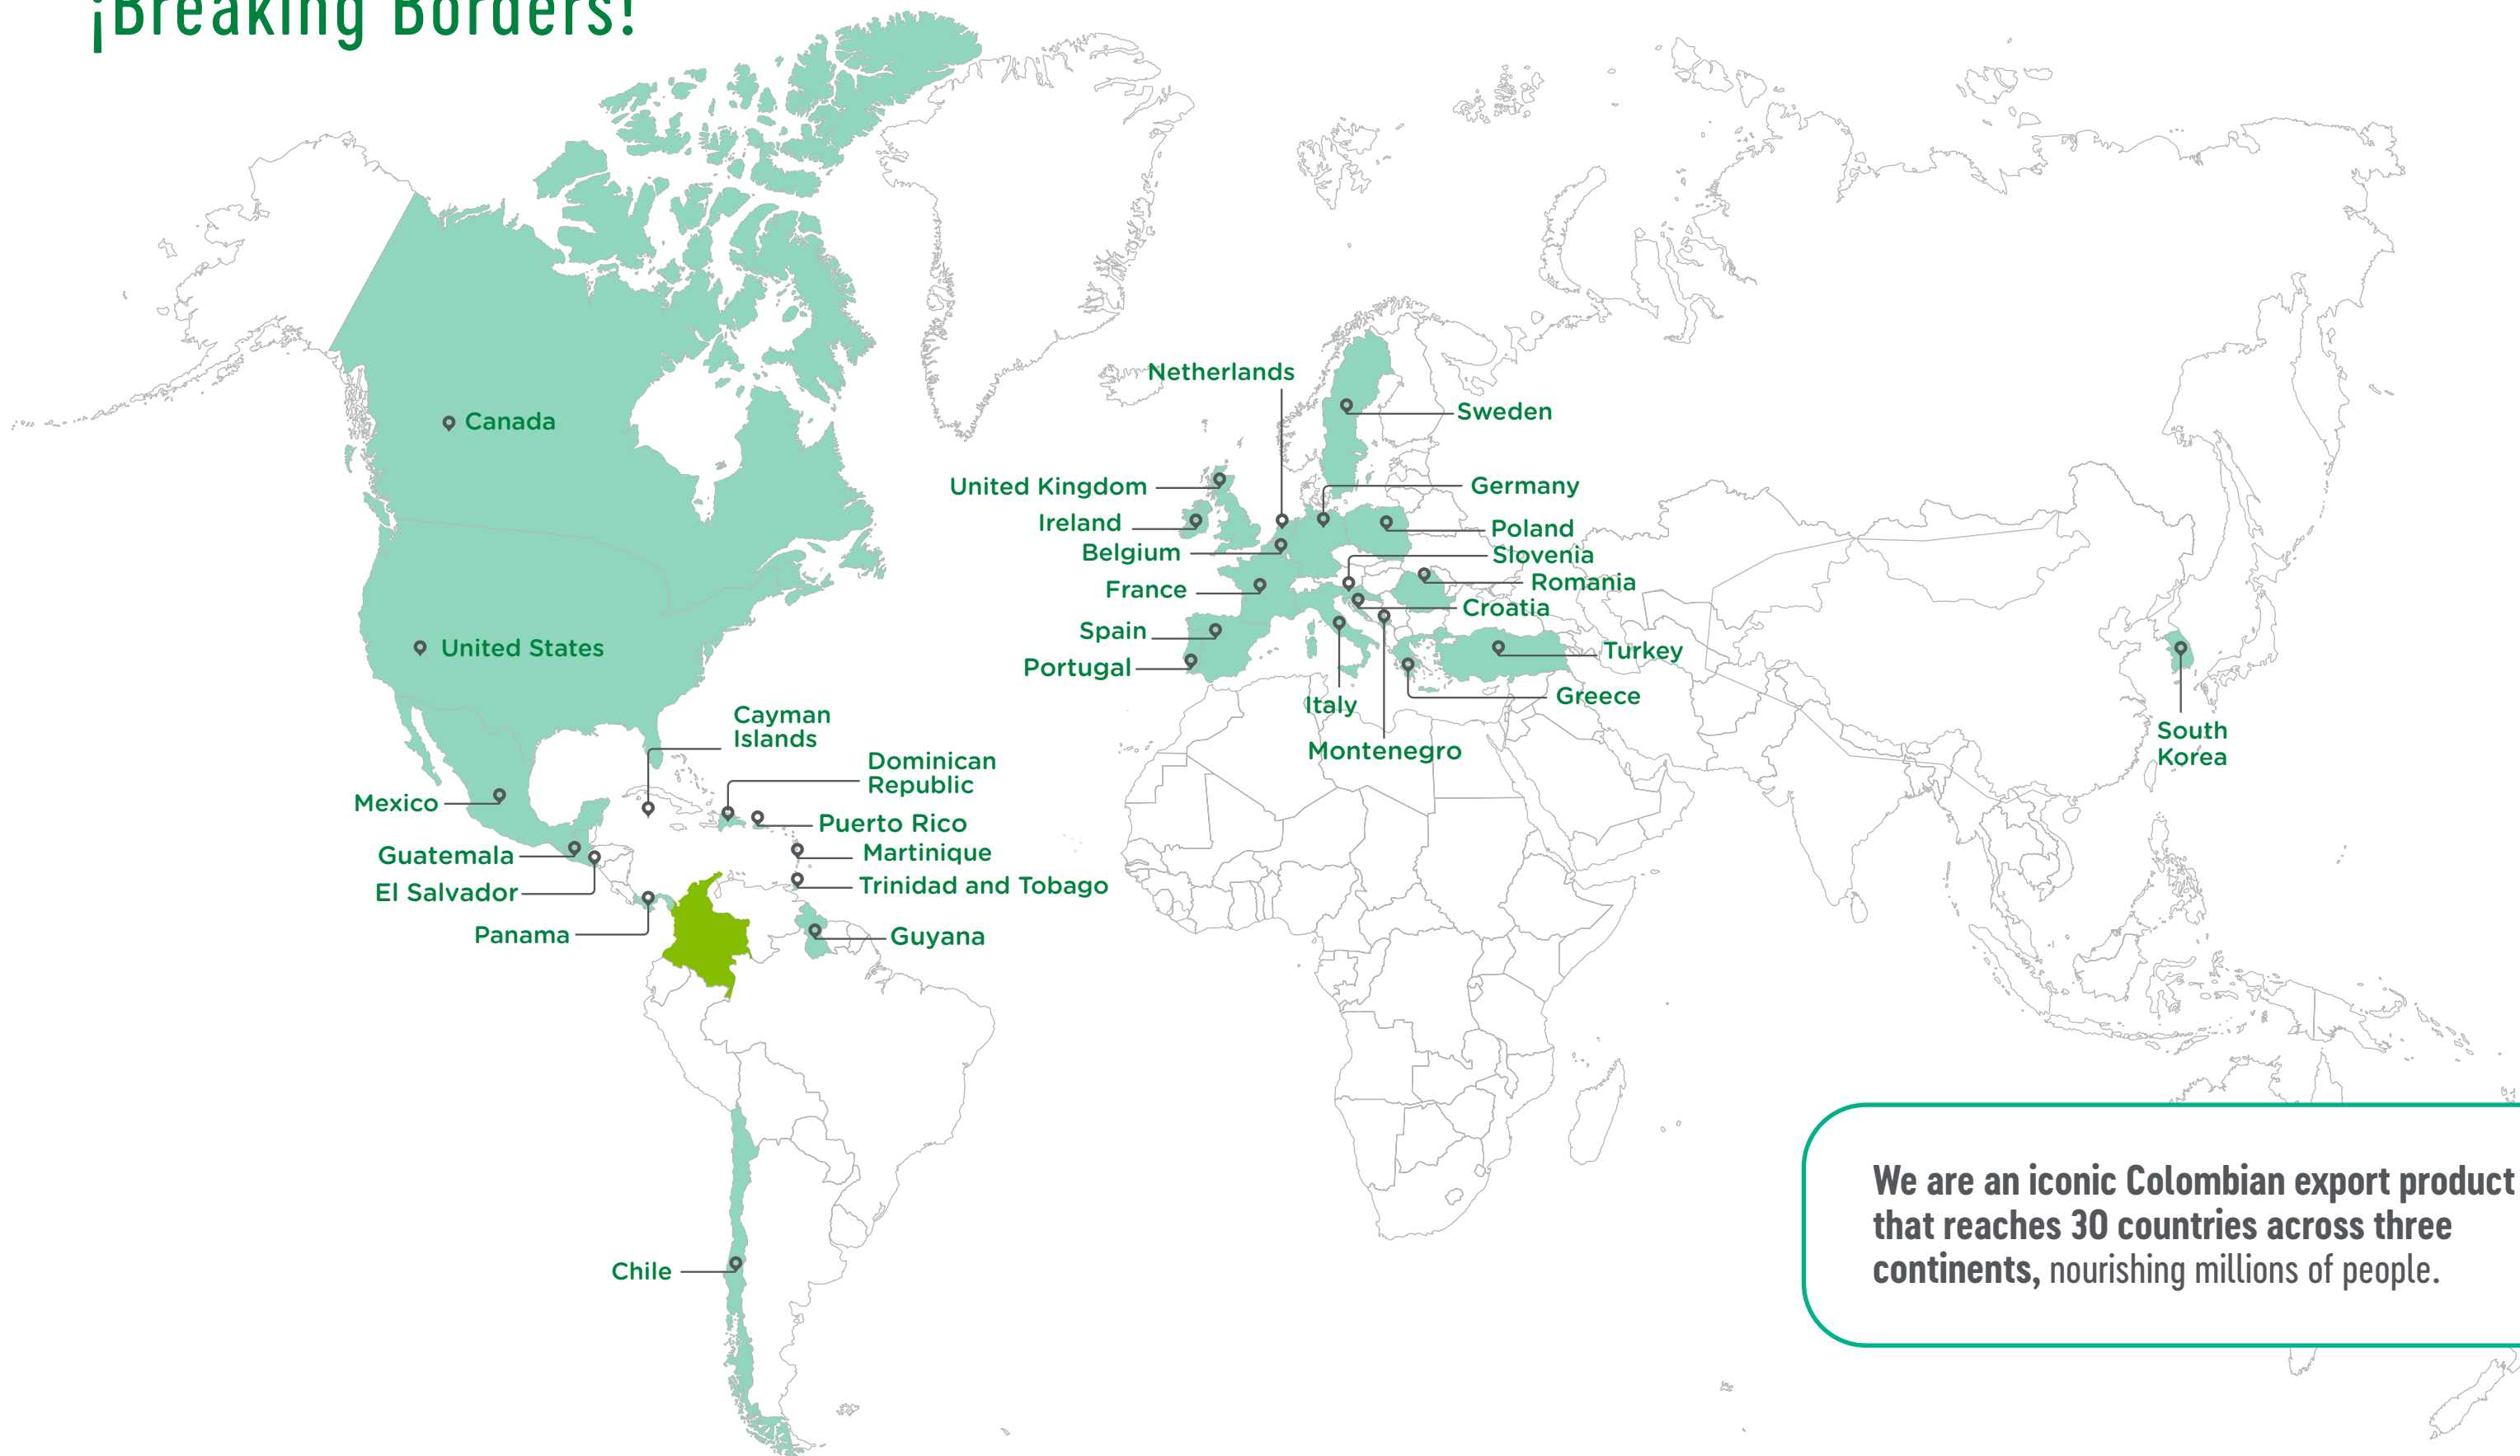 ¡Breaking Borders!
Netherlands
Sweden
Canada
United Kingdom
Germany
Ireland
Poland
Belgium
Slovenia
France
Romania
Croatia
Spain
United States
Turkey
Portugal
Greece
Italy
Cayman
Islands
South
Korea
Montenegro
Dominican
Republic
Mexico
Puerto Rico
Martinique
Guatemala
Trinidad and Tobago
El Salvador
Panama
Guyana
We are an iconic Colombian export product
that reaches 30 countries across three
continents, nourishing millions of people.
Chile